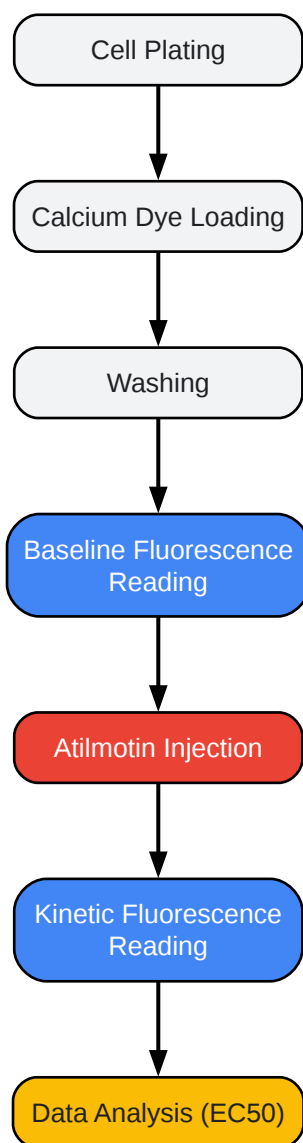 Cell Plating
Calcium Dye Loading
Washing
Baseline Fluorescence
Reading
Atilmotin Injection
Kinetic Fluorescence
Reading
Data Analysis (EC50)